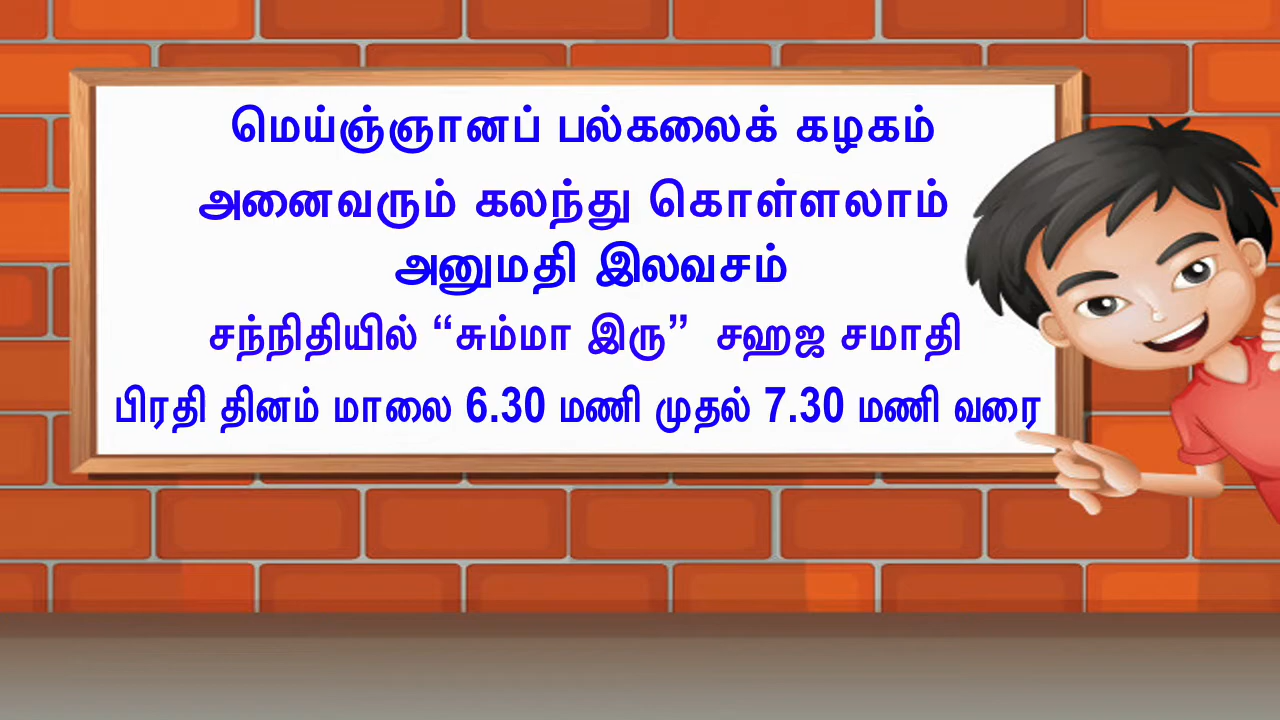 மெய்ஞ்ஞானப் பல்கலைக் கழகம்
அனைவரும் கலந்து கொள்ளலாம்
அனுமதி இலவசம்
சந்நிதியில் “சும்மா இரு” சஹஜ சமாதி
பிரதி தினம் மாலை 6.30 மணி முதல் 7.30 மணி வரை